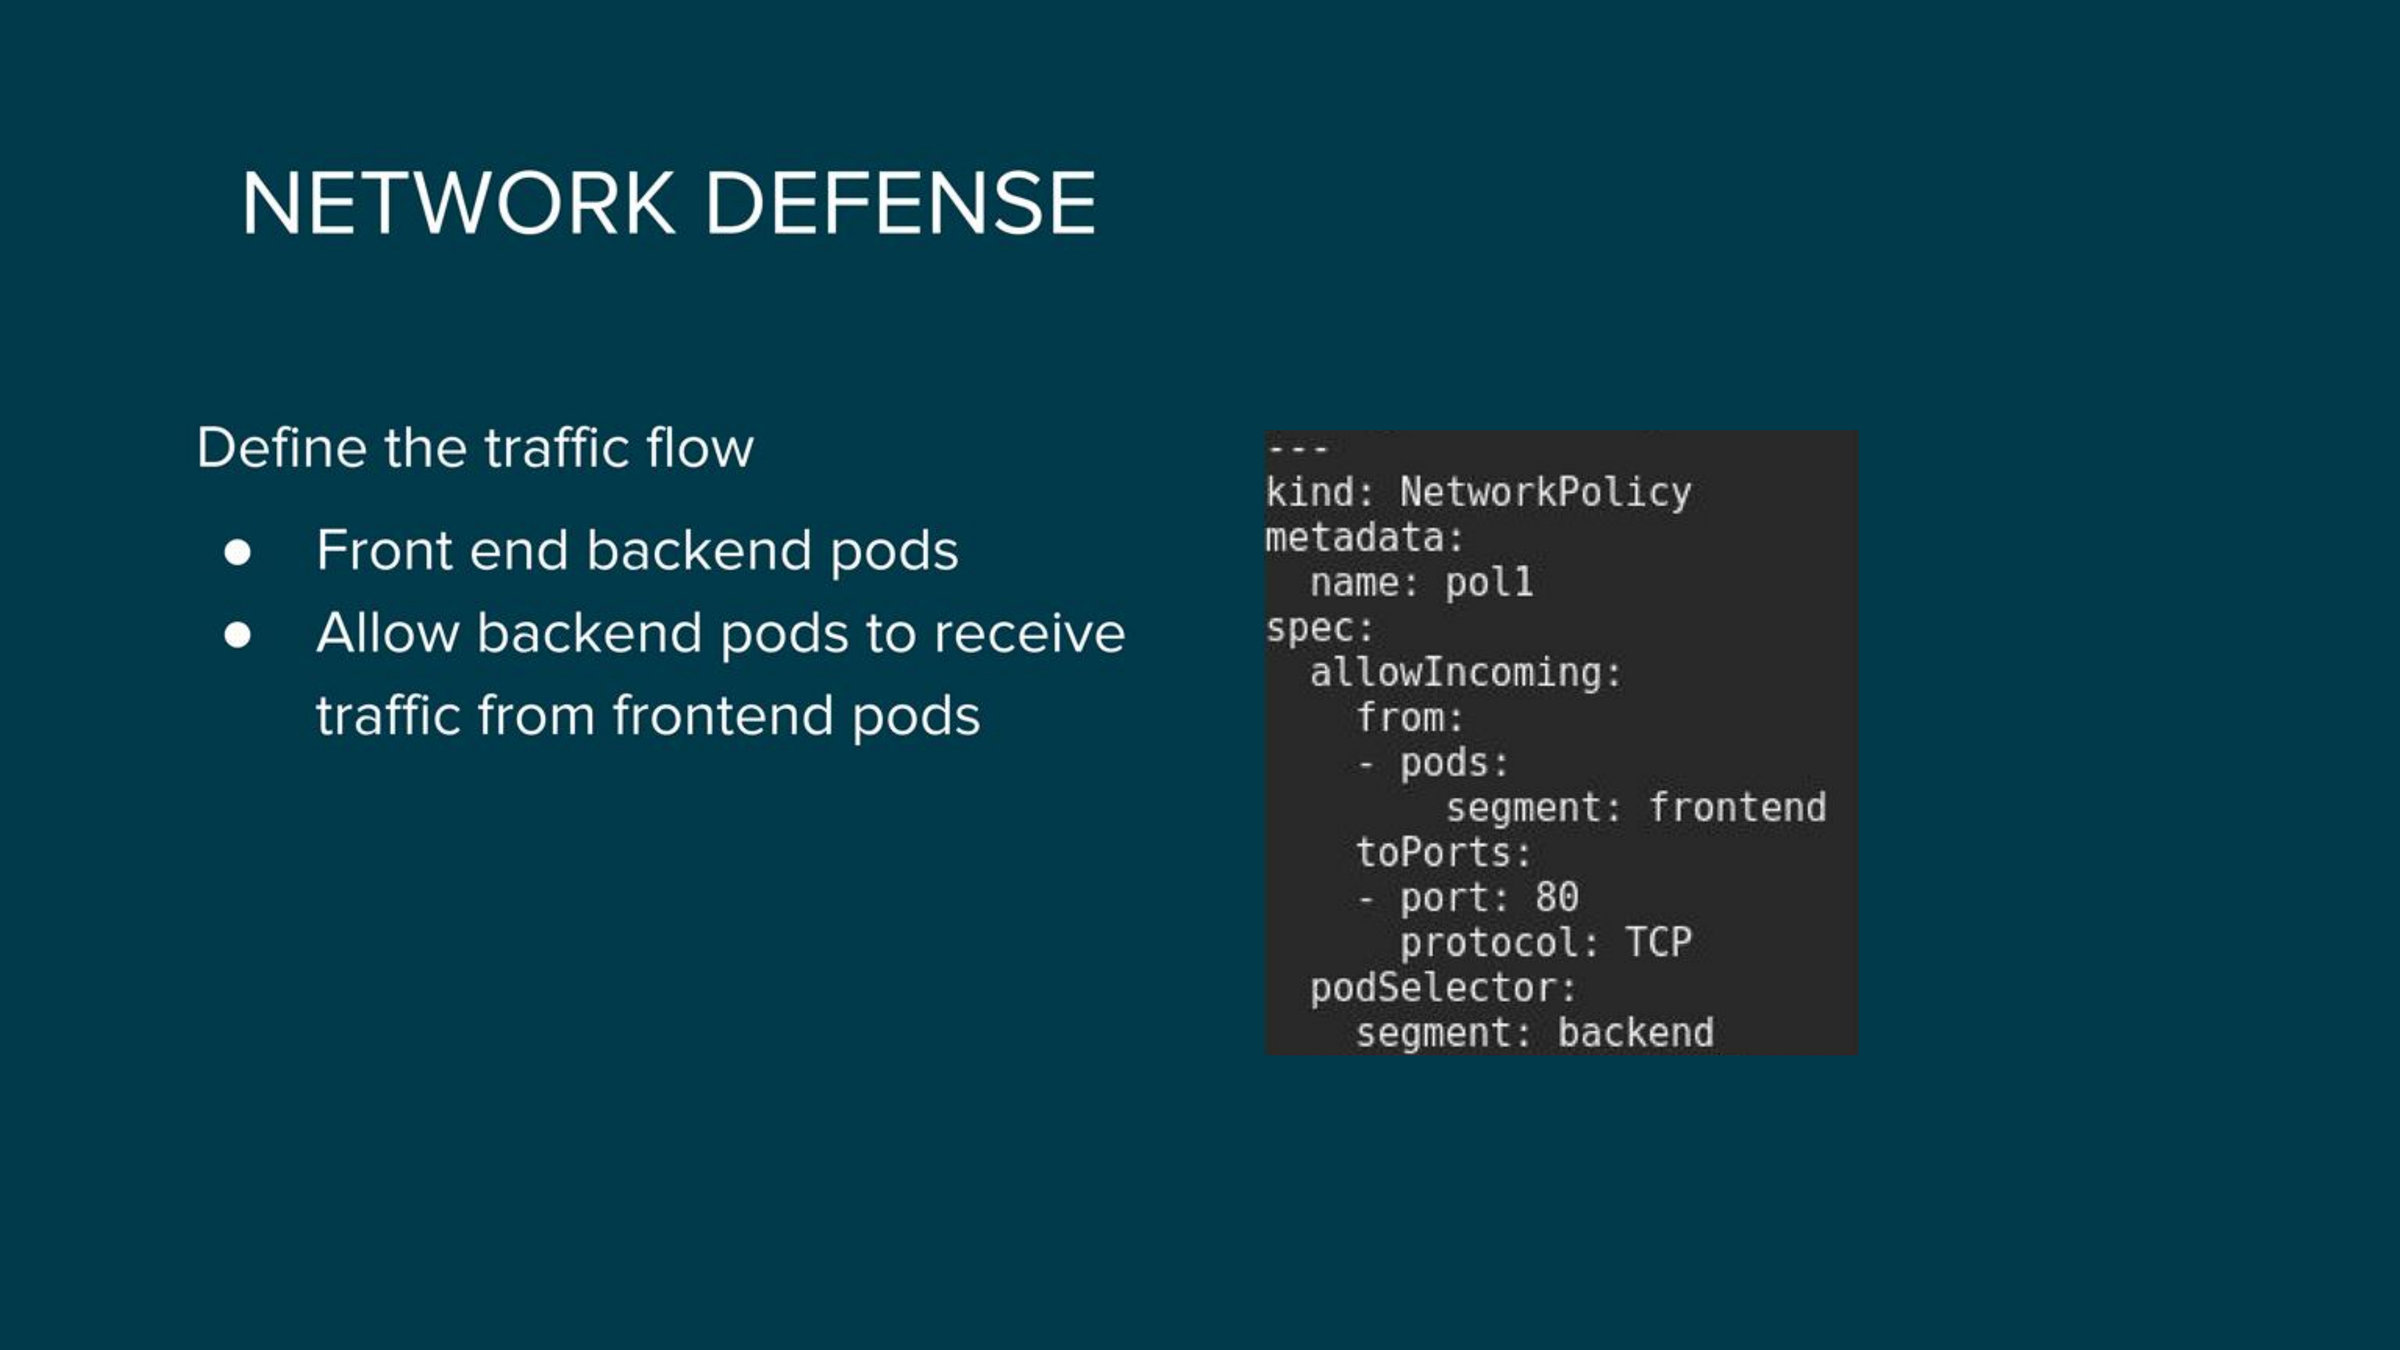 NETWORK DEFENSE
Define the traffic flow
● Front end backend pods
● Allow backend pods to receive
traffic from frontend pods
---
kind: NetworkPolicy
metadata:
  name: pol1
spec:
  allowIncoming:
    from:
    - pods:
        segment: frontend
    toPorts:
    - port: 80
      protocol: TCP
  podSelector:
    segment: backend